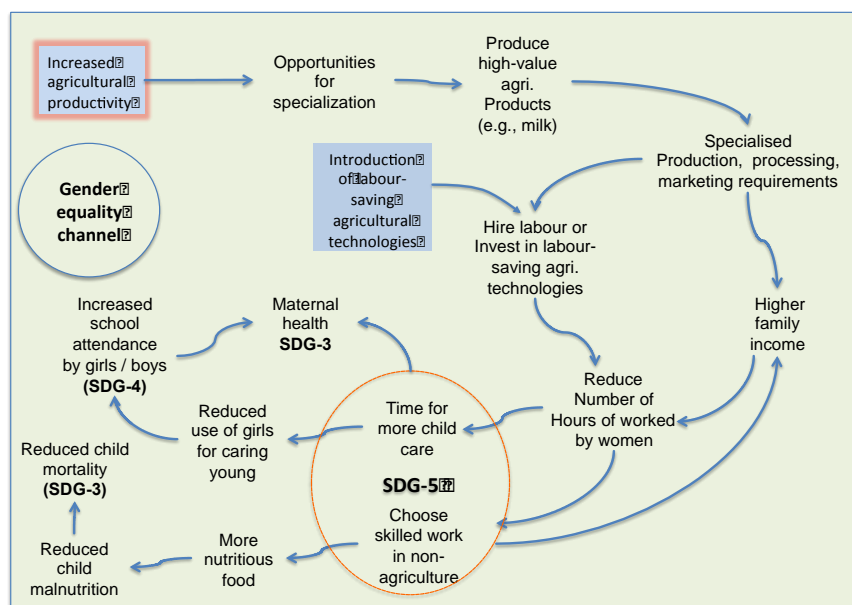 Increased
agricultural
productivity
Opportunities
for
specialization
Produce
high-value
agri.
Products
(e.g., milk)
Specialised
Production, processing,
marketing requirements
Introduction
of labour-
saving
agricultural
technologies
Gender
equality
channel
Hire labour or
Invest in labour-
saving agri.
technologies
Higher
family
income
Increased
school
attendance
by girls / boys
(SDG-4)
Maternal
health
SDG-3
Reduce
Number of
Hours of worked
by women
Time for
more child
care
Reduced
use of girls
for caring
young
Reduced child
mortality
(SDG-3)
SDG-5
Choose
skilled work
in non-
agriculture
More
nutritious
food
Reduced
child
malnutrition